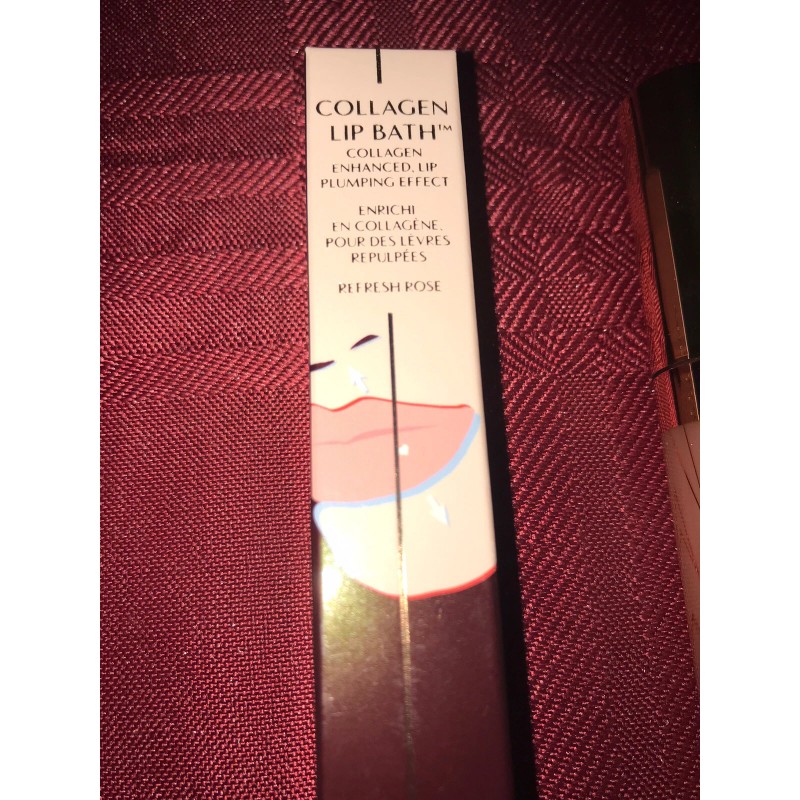 COLLAGEN
LIP BATH™
COLLAGEN
ENHANCED, LIP
PLUMPING EFFECT
ENRICHI
EN COLLAGÈNE,
POUR DES LÈVRES
REPULPÉES
REFRESH ROSE